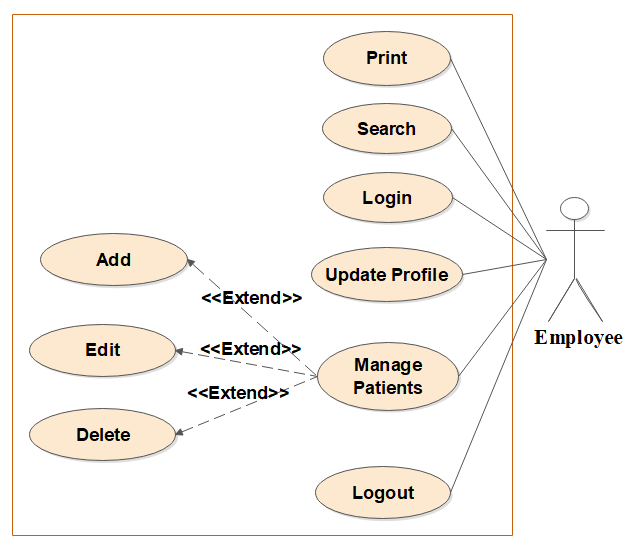 Print
Search
Login
Add
Update Profile
<<Extend>>
Employee
Edit
<<Extend>>
Manage
Patients
<<Extend>>
Delete
Logout